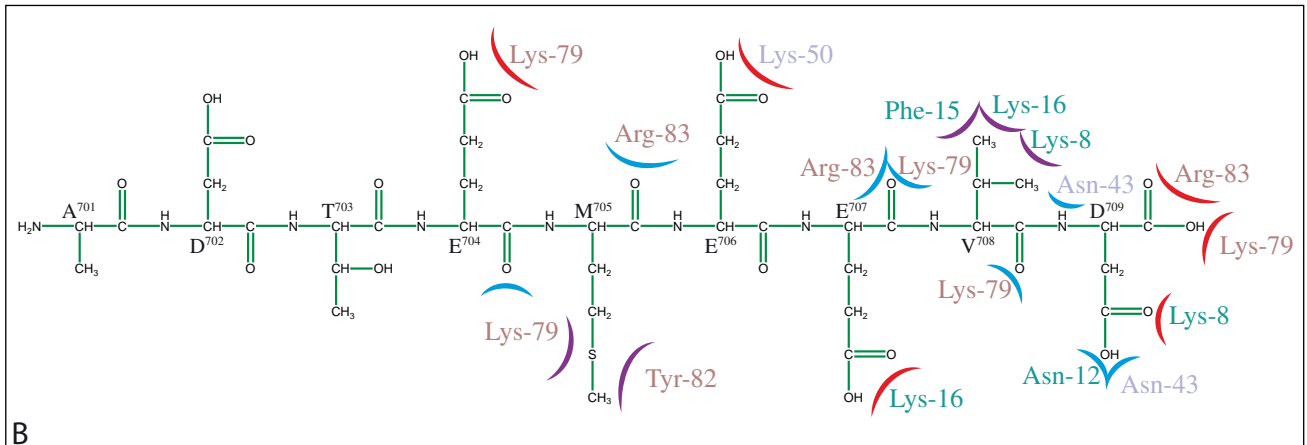 OH Lys-79 OH Lys-50
C O C O
OH Phe-15 Lys-16
C O CH₂ Arg-83 CH₂ CH₃ Lys-8
Arg-83 Lys-79 Arg-83
CH₂ CH₂ CH₂ CH CH₃ Asn-43
O O O O O
H₂N A⁷⁰¹ CH C N H CH D⁷⁰² C N H T⁷⁰³ CH C N H CH E⁷⁰⁴ C N H M⁷⁰⁵ CH C N H CH E⁷⁰⁶ C N H E⁷⁰⁷ CH C N H CH V⁷⁰⁸ C N H D⁷⁰⁹ CH C OH
CH₃ O CH OH O CH₂ O CH₂ O CH₂ Lys-79
CH₃ CH₂ CH₂ Lys-79
Lys-79 C O Lys-8
S C O OH
CH₃ Tyr-82 OH Lys-16 Asn-12 Asn-43
B